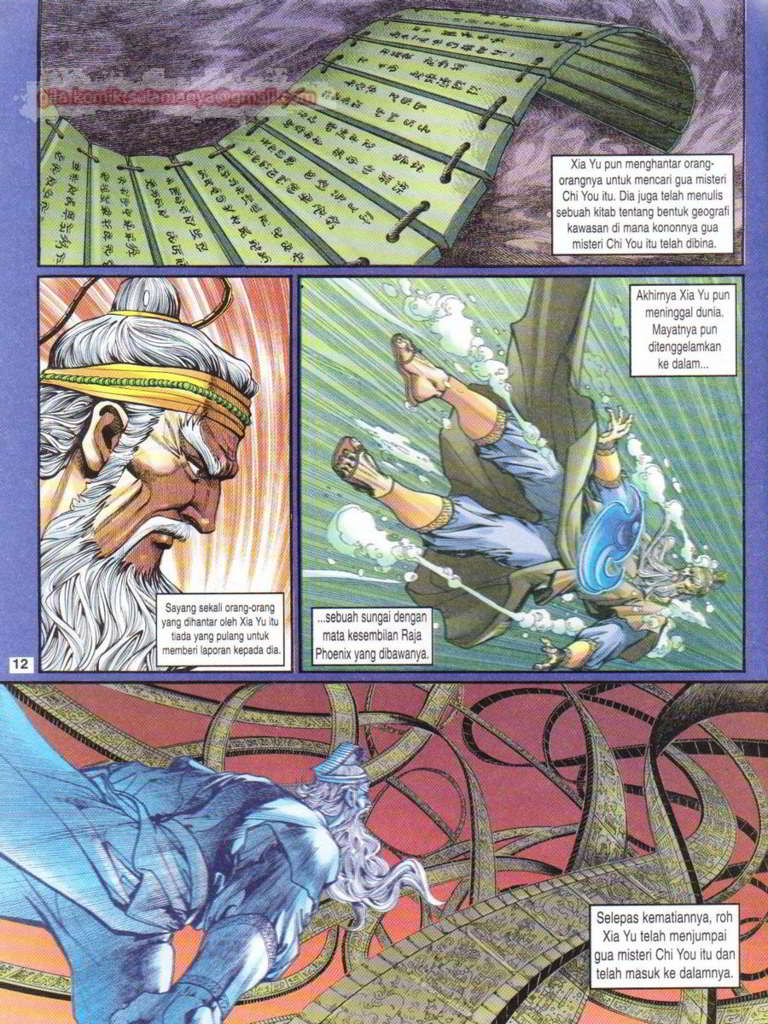 gilakomikselamanya@gmail.com
Xia Yu pun menghantar orang-
orangnya untuk mencari gua misteri
Chi You itu. Dia juga telah menulis
sebuah kitab tentang bentuk geografi
kawasan di mana kononnya gua
misteri Chi You itu telah dibina.
Akhirnya Xia Yu pun
meninggal dunia.
Mayatnya pun
ditenggelamkan
ke dalam...
Sayang sekali orang-orang
yang dihantar oleh Xia Yu itu
tiada yang pulang untuk
memberi laporan kepada dia.
...sebuah sungai dengan
mata kesembilan Raja
Phoenix yang dibawanya.
12
Selepas kematiannya, roh
Xia Yu telah menjumpai
gua misteri Chi You itu dan
telah masuk ke dalamnya.